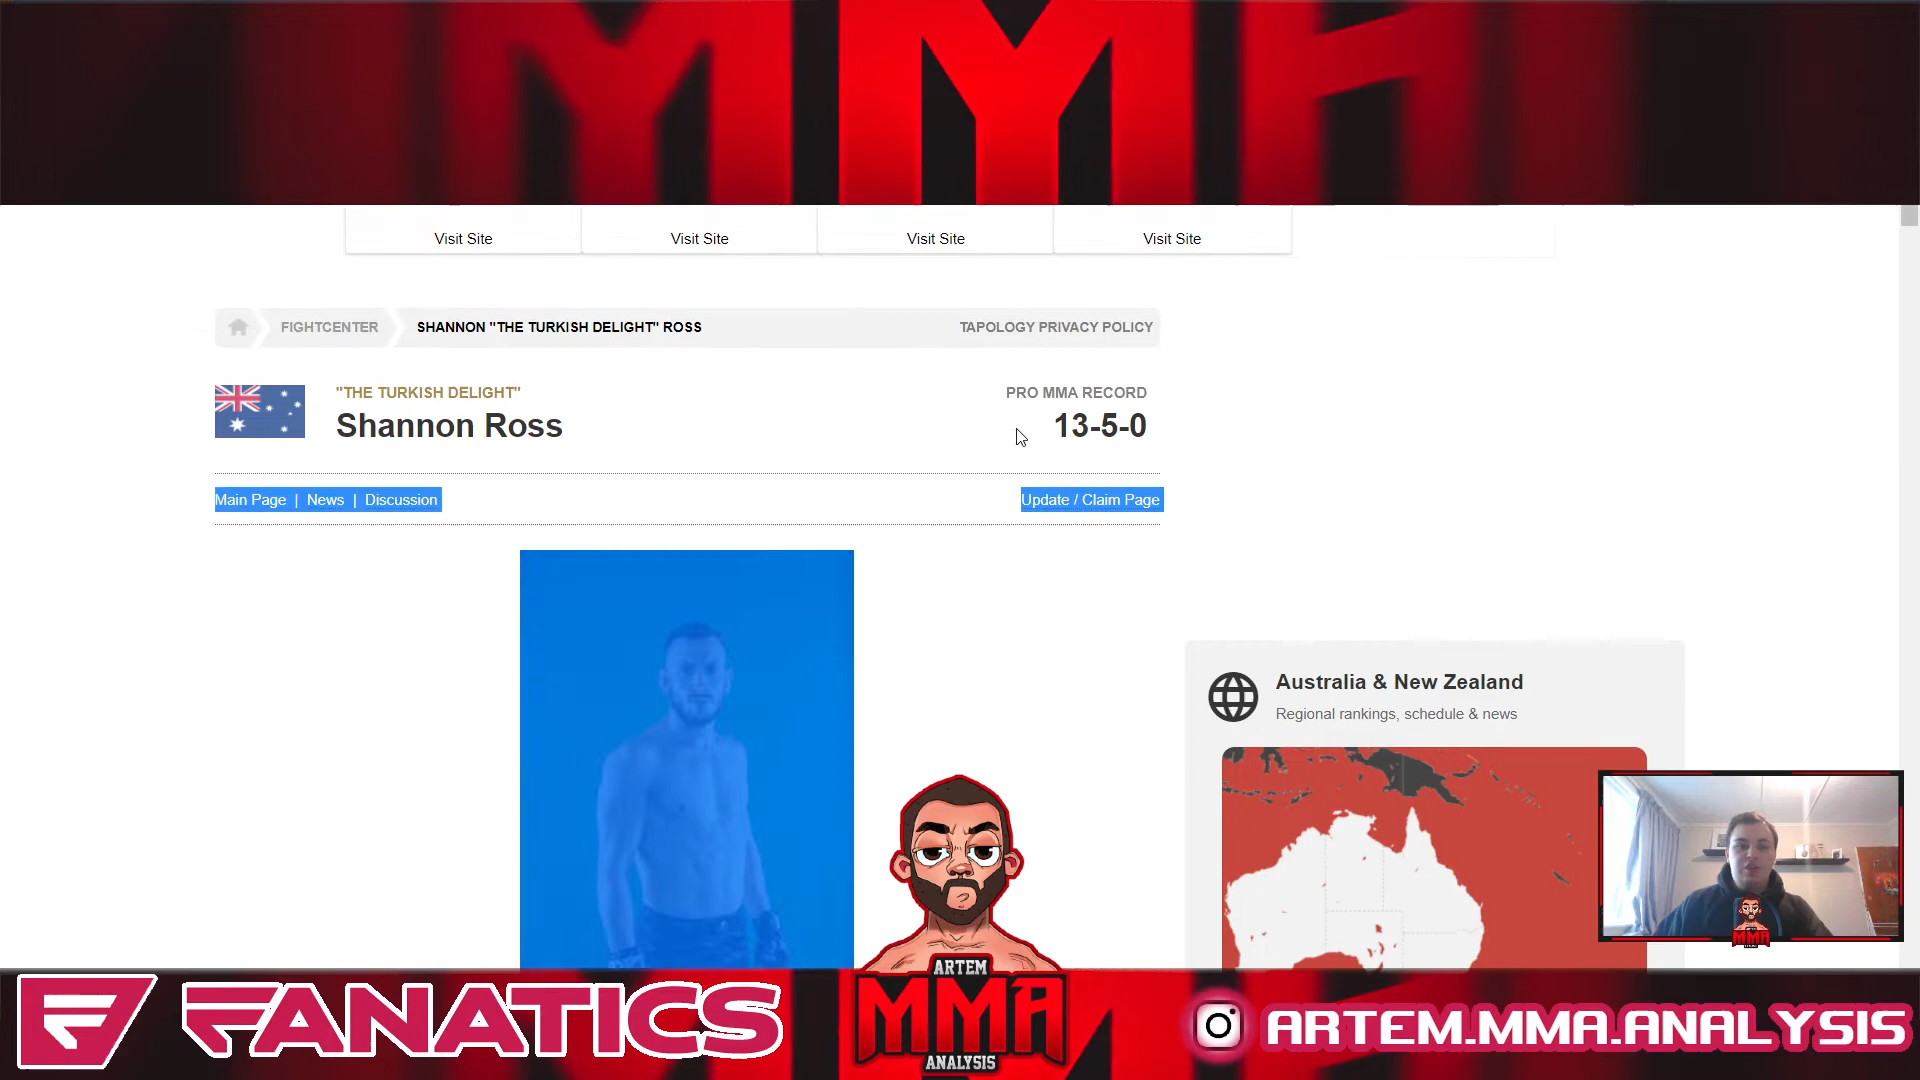 MMA
Visit Site
Visit Site
Visit Site
Visit Site
FIGHTCENTER
SHANNON "THE TURKISH DELIGHT" ROSS
TAPOLOGY PRIVACY POLICY
"THE TURKISH DELIGHT"
PRO MMA RECORD
Shannon Ross
13-5-0
Main Page | News | Discussion
Update / Claim Page
Australia & New Zealand
Regional rankings, schedule & news
MMA
FANATICS
ARTEM
MMA
ANALYSIS
ARTEM.MMA.ANALYSIS